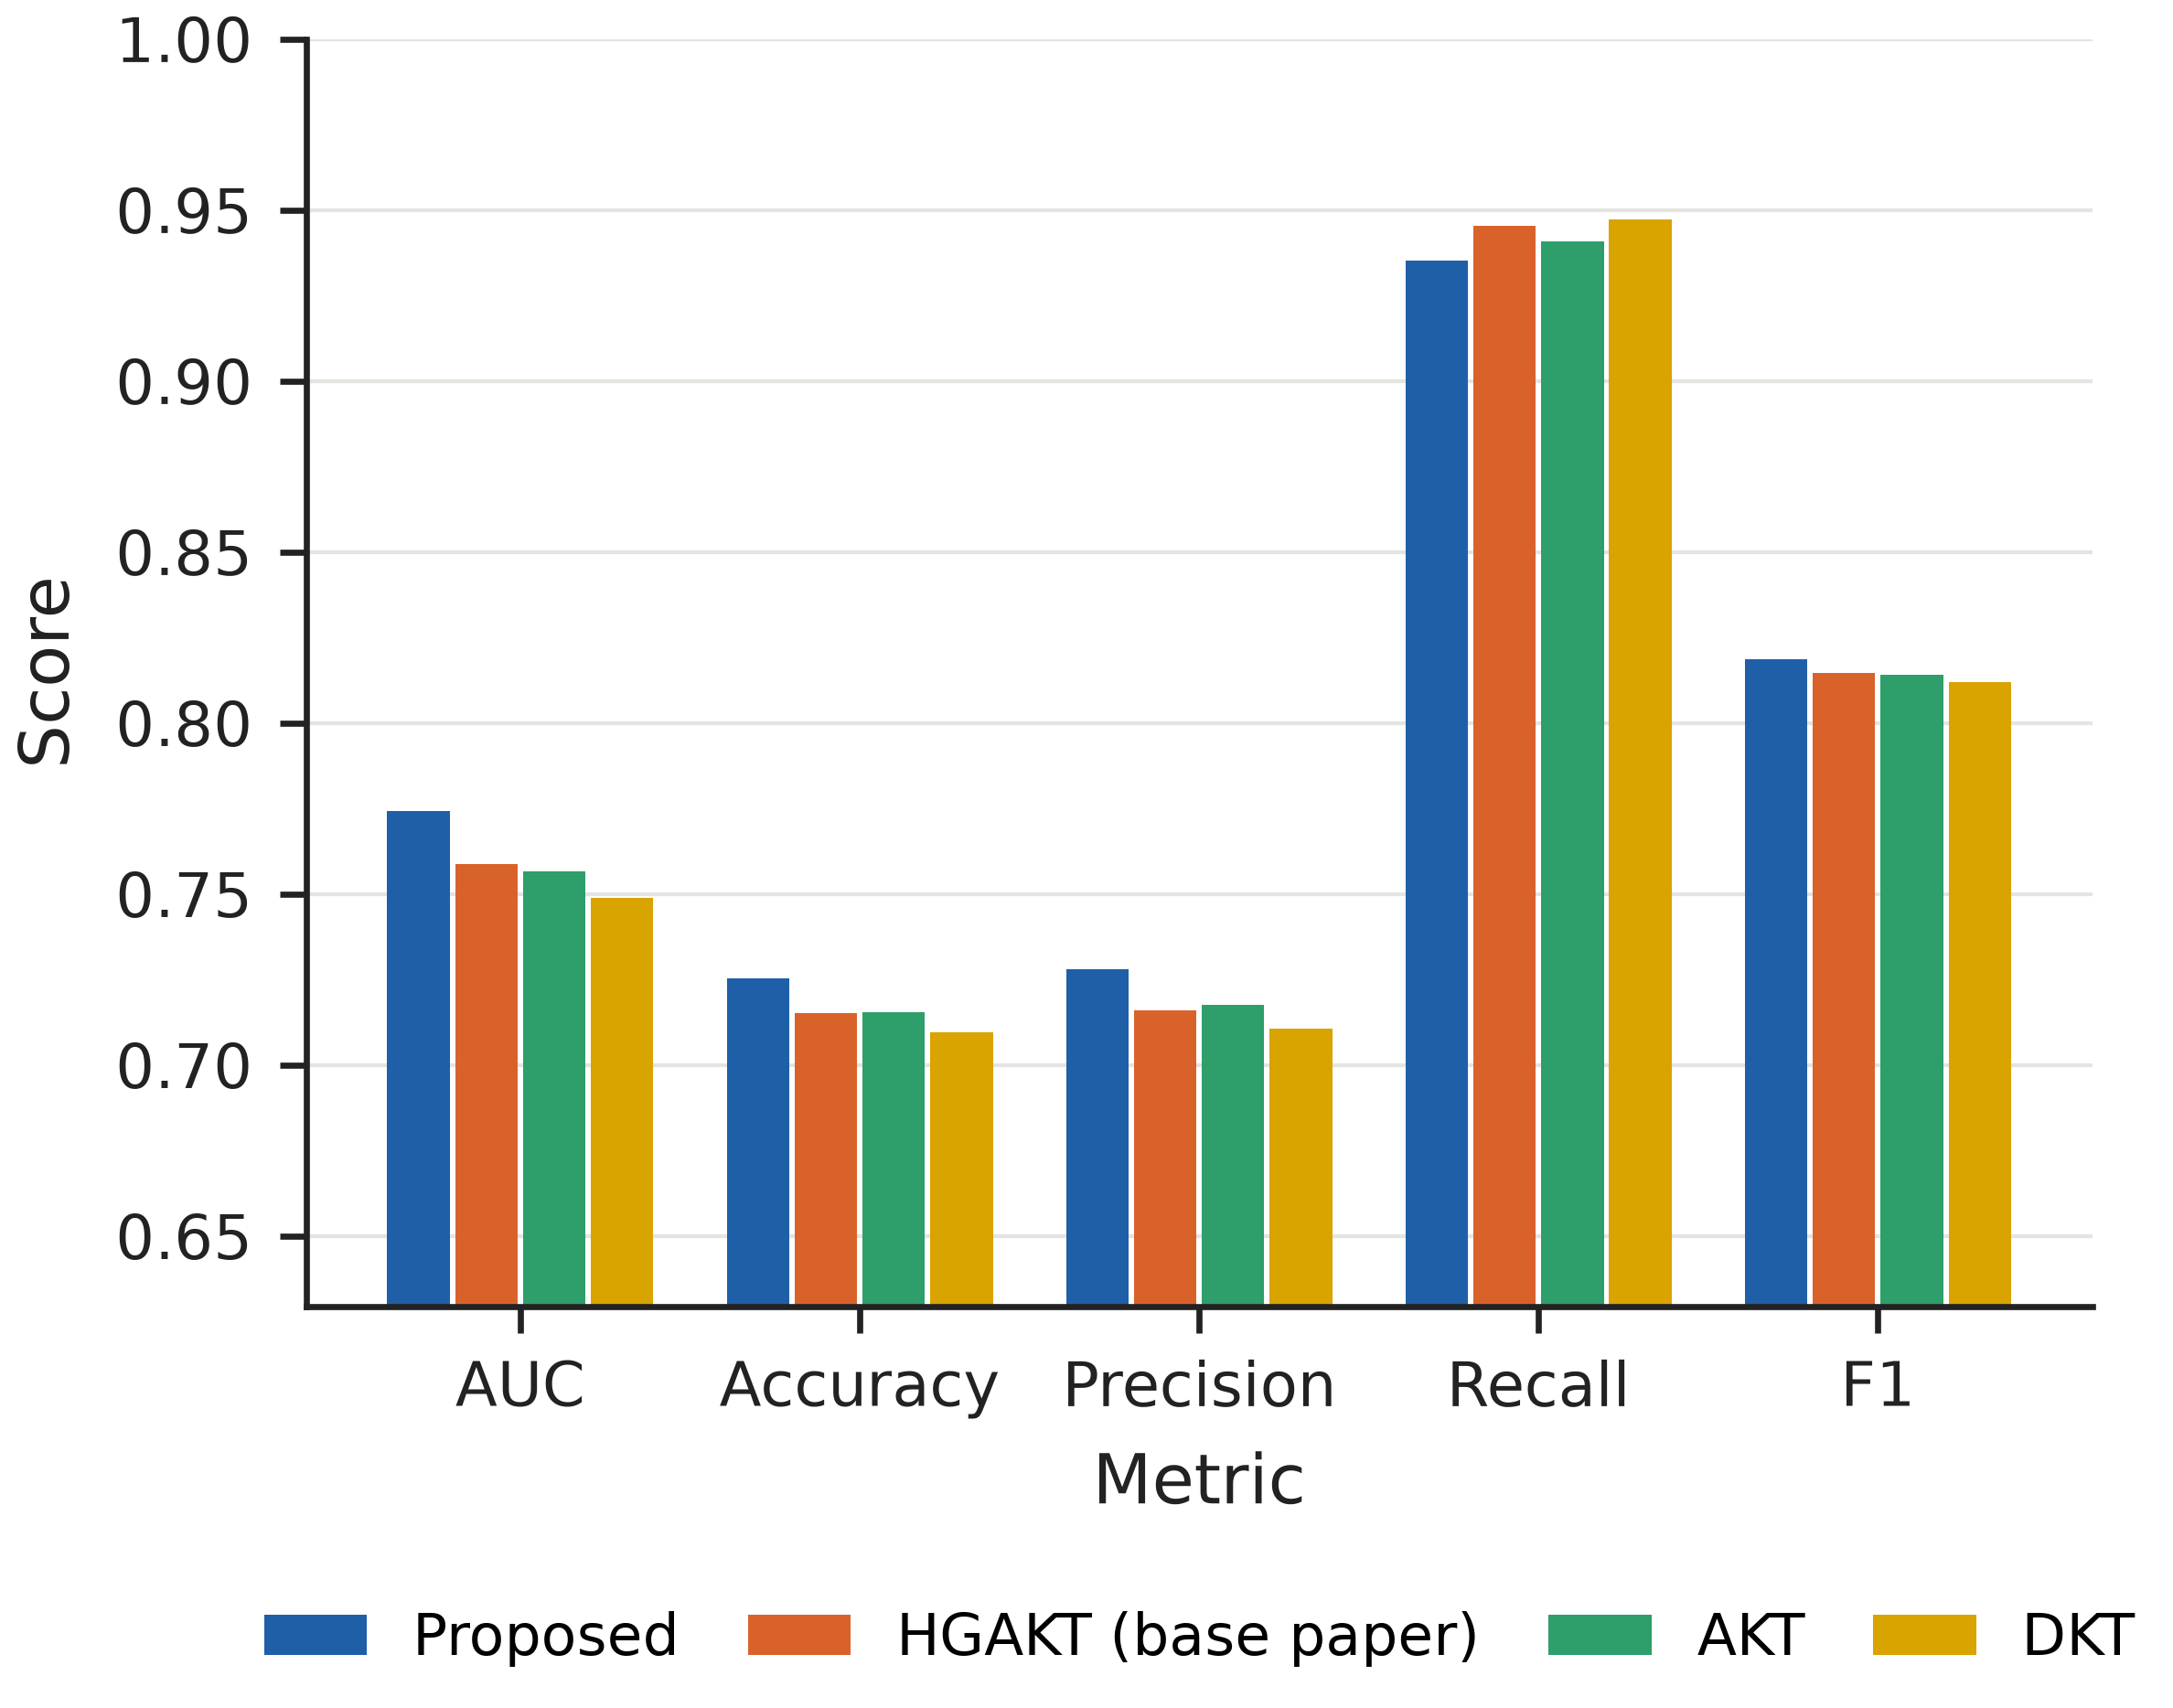 1.00
0.95
0.90
0.85
0.80
0.75
0.70
0.65
Score
AUC Accuracy Precision Recall F1
Metric
Proposed HGAKT (base paper) AKT DKT